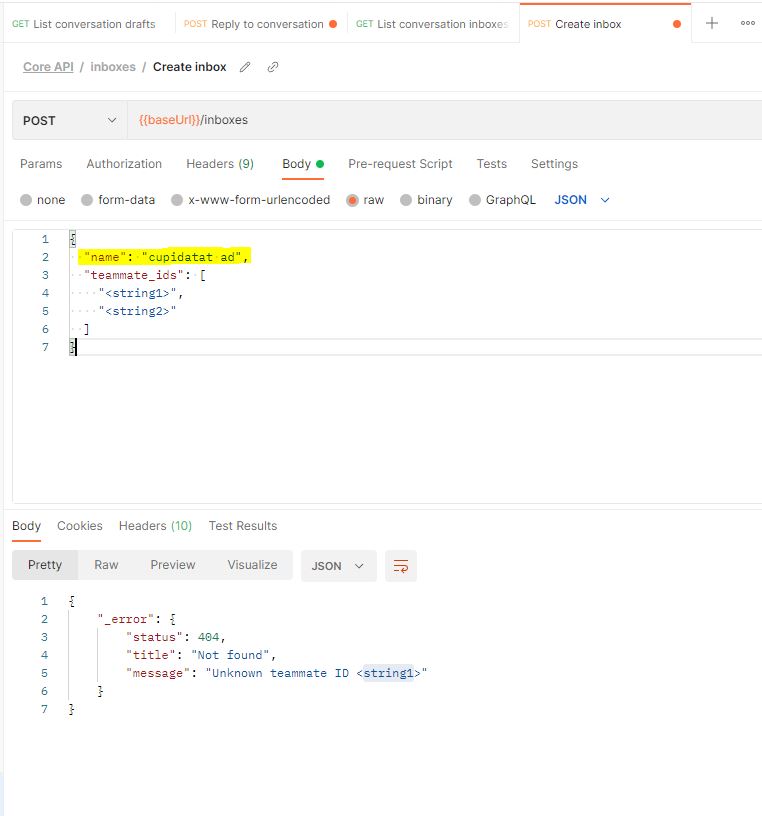 GET List conversation drafts POST Reply to conversation GET List conversation inboxes POST Create inbox + ooo
Core API / inboxes / Create inbox
POST {{baseUrl}}/inboxes
Params Authorization Headers (9) Body Pre-request Script Tests Settings
none form-data x-www-form-urlencoded raw binary GraphQL JSON
1 {
2 "name": "cupidatat ad",
3 "teammate_ids": [
4 "<string1>",
5 "<string2>"
6 ]
7 }
Body Cookies Headers (10) Test Results
Pretty Raw Preview Visualize JSON
1 {
2 "_error": {
3 "status": 404,
4 "title": "Not found",
5 "message": "Unknown teammate ID <string1>"
6 }
7 }